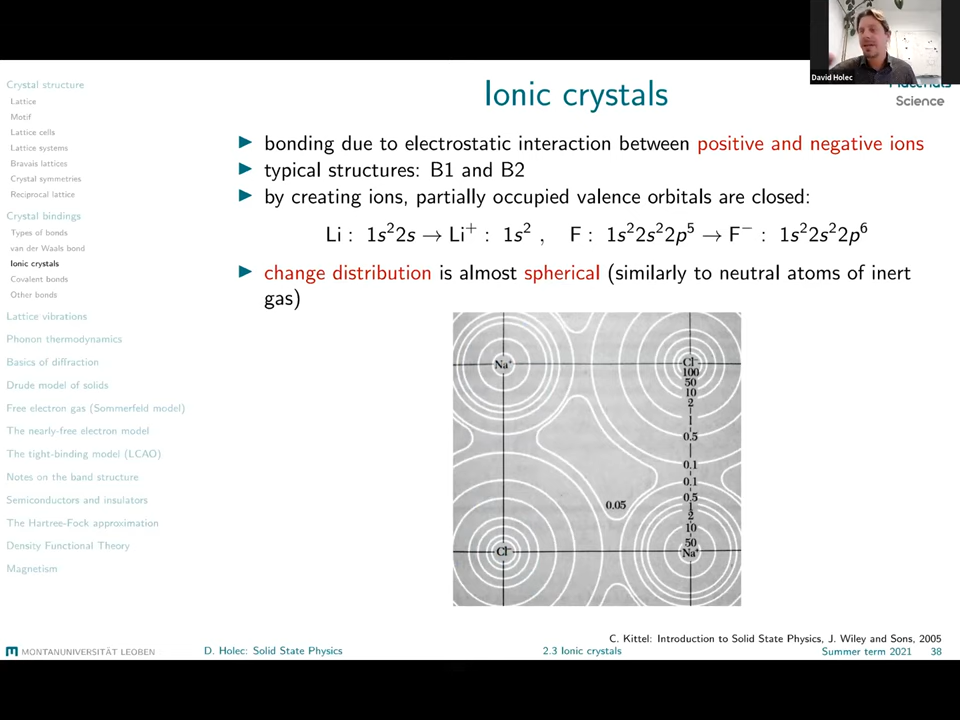 David Holec
Materials
Science
Crystal structure
Lattice
Motif
Lattice cells
Lattice systems
Bravais lattices
Crystal symmetries
Reciprocal lattice
Crystal bindings
Types of bonds
van der Waals bond
Ionic crystals
Covalent bonds
Other bonds
Lattice vibrations
Phonon thermodynamics
Basics of diffraction
Drude model of solids
Free electron gas (Sommerfeld model)
The nearly-free electron model
The tight-binding model (LCAO)
Notes on the band structure
Semiconductors and insulators
The Hartree-Fock approximation
Density Functional Theory
Magnetism
Ionic crystals
▶ bonding due to electrostatic interaction between positive and negative ions
▶ typical structures: B1 and B2
▶ by creating ions, partially occupied valence orbitals are closed:
Li : 1s²2s → Li⁺ : 1s² , F : 1s²2s²2p⁵ → F⁻ : 1s²2s²2p⁶
▶ change distribution is almost spherical (similarly to neutral atoms of inert
gas)
Na⁺
Cl⁻
100
50
10
2
1
0.5
0.1
0.1
0.5
1
2
10
50
Na⁺
0.05
Cl⁻
C. Kittel: Introduction to Solid State Physics, J. Wiley and Sons, 2005
MONTANUNIVERSITÄT LEOBEN
D. Holec: Solid State Physics
2.3 Ionic crystals
Summer term 2021 38